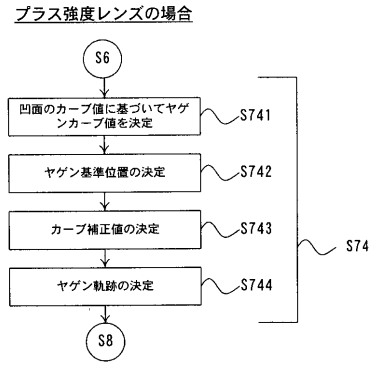 プラス強度レンズの場合
S6
凹面のカーブ値に基づいてヤゲ
ンカーブ値を決定
S741
ヤゲン基準位置の決定
S742
カーブ補正値の決定
S743
ヤゲン軌跡の決定
S744
S74
S8